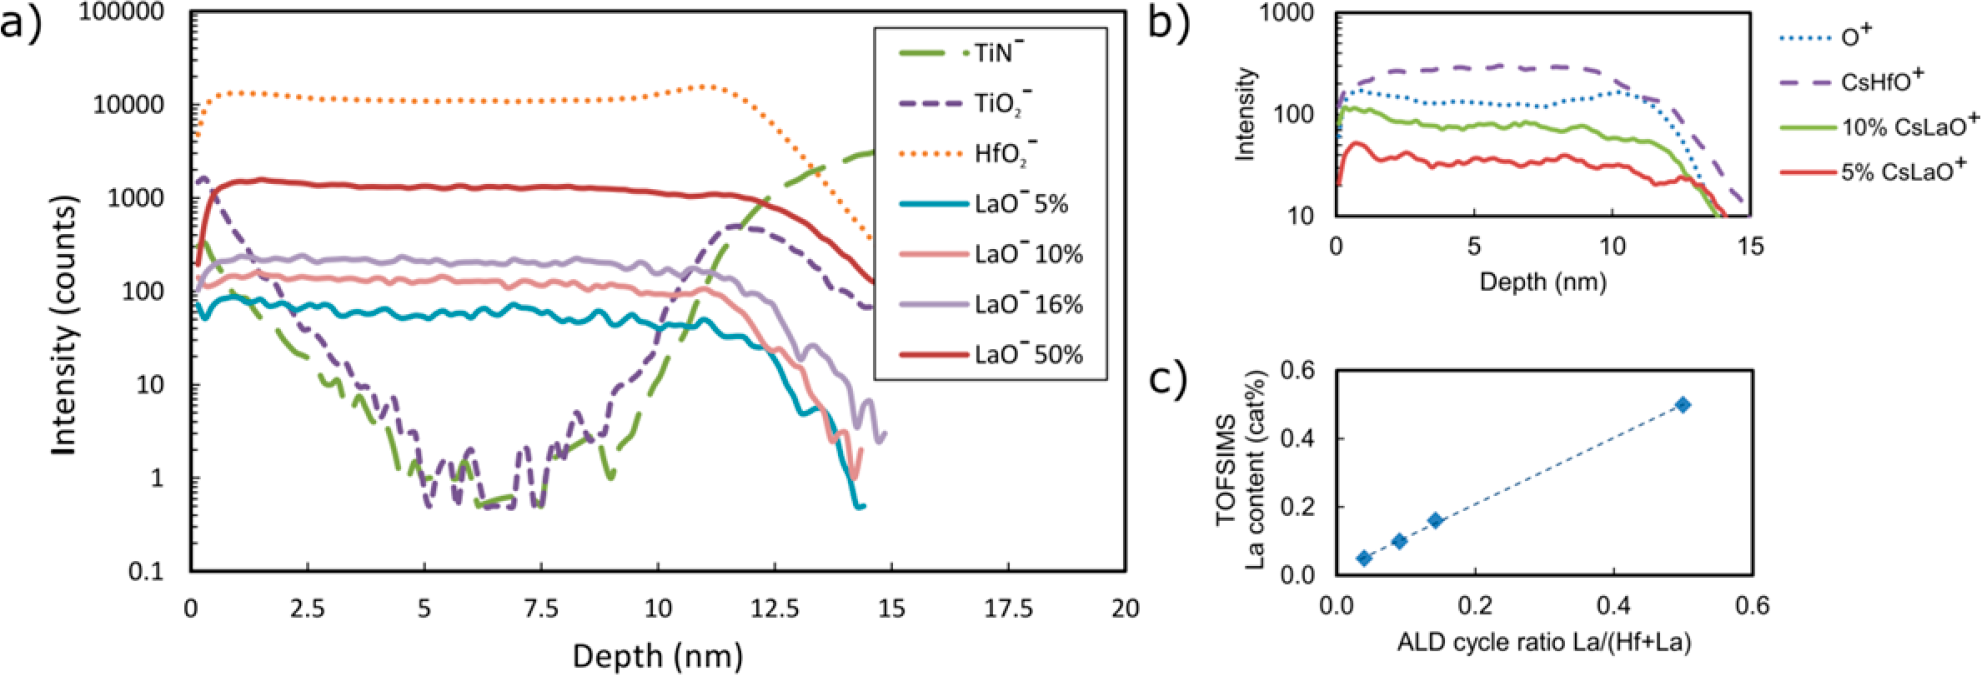 a)
Intensity (counts)
100000
10000
1000
100
10
1
0.1
0 2.5 5 7.5 10 12.5 15 17.5 20
Depth (nm)
TiN⁻
TiO₂⁻
HfO₂⁻
LaO⁻ 5%
LaO⁻ 10%
LaO⁻ 16%
LaO⁻ 50%
b)
Intensity
1000
100
10
0 5 10 15
Depth (nm)
O⁺
CsHfO⁺
10% CsLaO⁺
5% CsLaO⁺
c)
TOFSIMS
La content (cat%)
0.6
0.4
0.2
0.0
0.0 0.2 0.4 0.6
ALD cycle ratio La/(Hf+La)